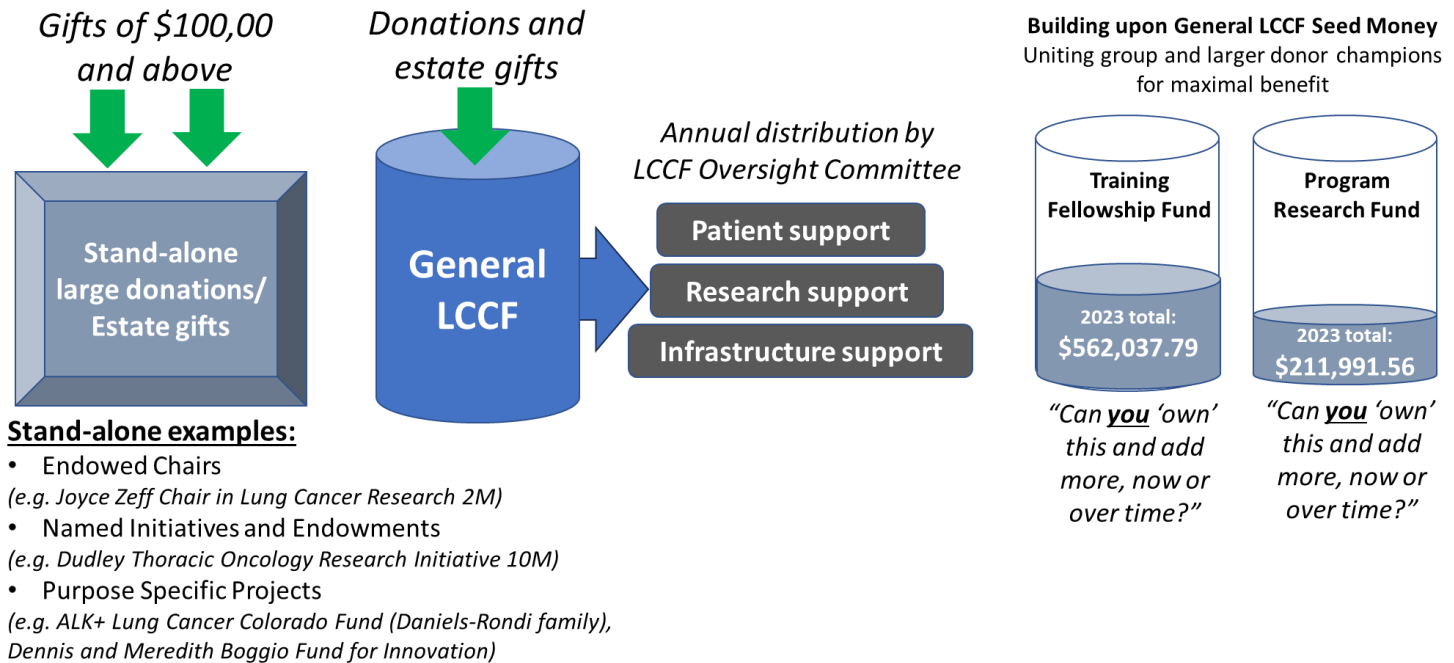 Gifts of $100,00
and above
Stand-alone
large donations/
Estate gifts
Stand-alone examples:
• Endowed Chairs
(e.g. Joyce Zeff Chair in Lung Cancer Research 2M)
• Named Initiatives and Endowments
(e.g. Dudley Thoracic Oncology Research Initiative 10M)
• Purpose Specific Projects
(e.g. ALK+ Lung Cancer Colorado Fund (Daniels-Rondi family),
Dennis and Meredith Boggio Fund for Innovation)
Donations and
estate gifts
General
LCCF
Annual distribution by
LCCF Oversight Committee
Patient support
Research support
Infrastructure support
Building upon General LCCF Seed Money
Uniting group and larger donor champions
for maximal benefit
Training
Fellowship Fund
2023 total:
$562,037.79
“Can you ‘own’
this and add
more, now or
over time?”
Program
Research Fund
2023 total:
$211,991.56
“Can you ‘own’
this and add
more, now or
over time?”